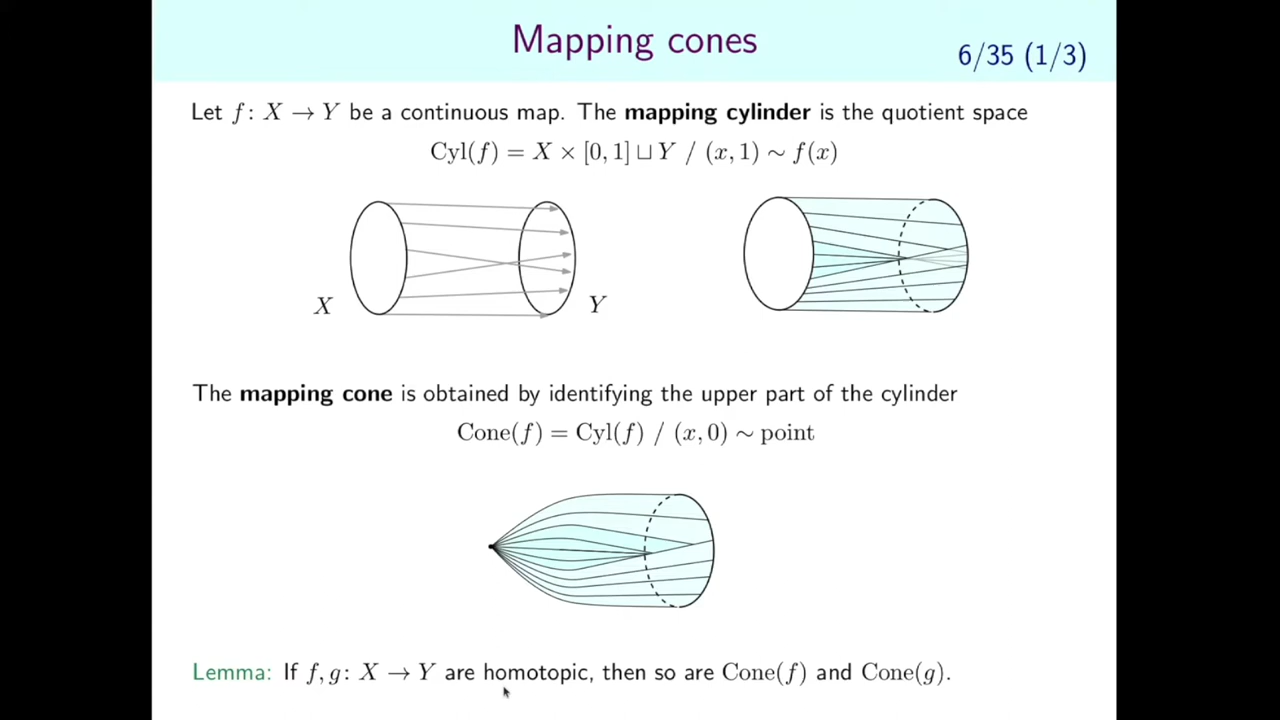 Mapping cones
6/35 (1/3)
Let f: X → Y be a continuous map. The mapping cylinder is the quotient space
Cyl(f) = X × [0, 1] ⊔ Y / (x, 1) ∼ f(x)
X
Y
The mapping cone is obtained by identifying the upper part of the cylinder
Cone(f) = Cyl(f) / (x, 0) ∼ point
Lemma: If f, g: X → Y are homotopic, then so are Cone(f) and Cone(g).